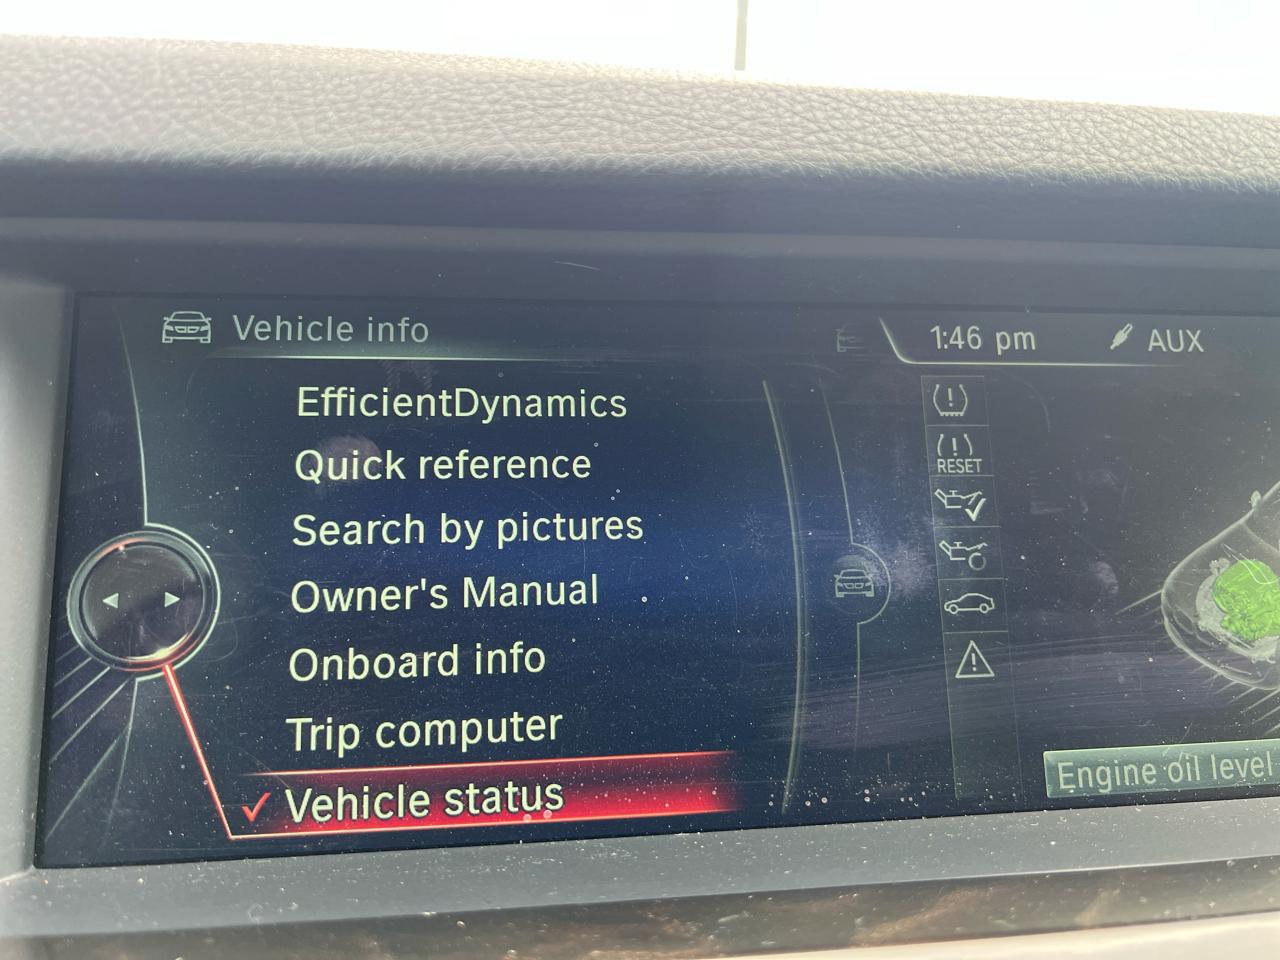 Vehicle info
1:46 pm
AUX
EfficientDynamics
Quick reference
Search by pictures
Owner's Manual
Onboard info
Trip computer
Vehicle status
RESET
Engine oil level